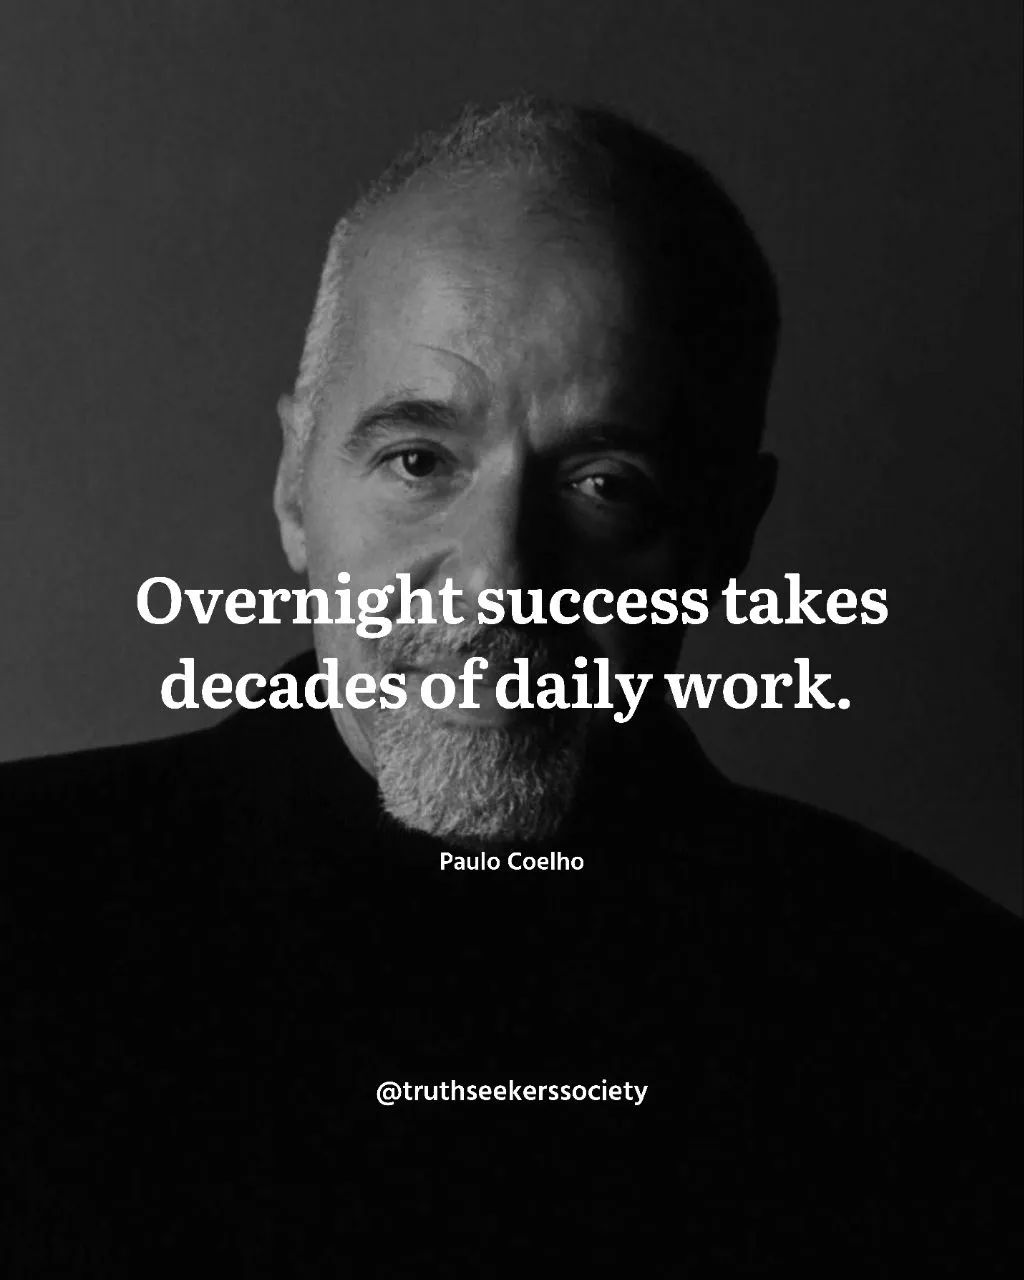 Overnight success takes
decades of daily work.
Paulo Coelho
@truthseekerssociety